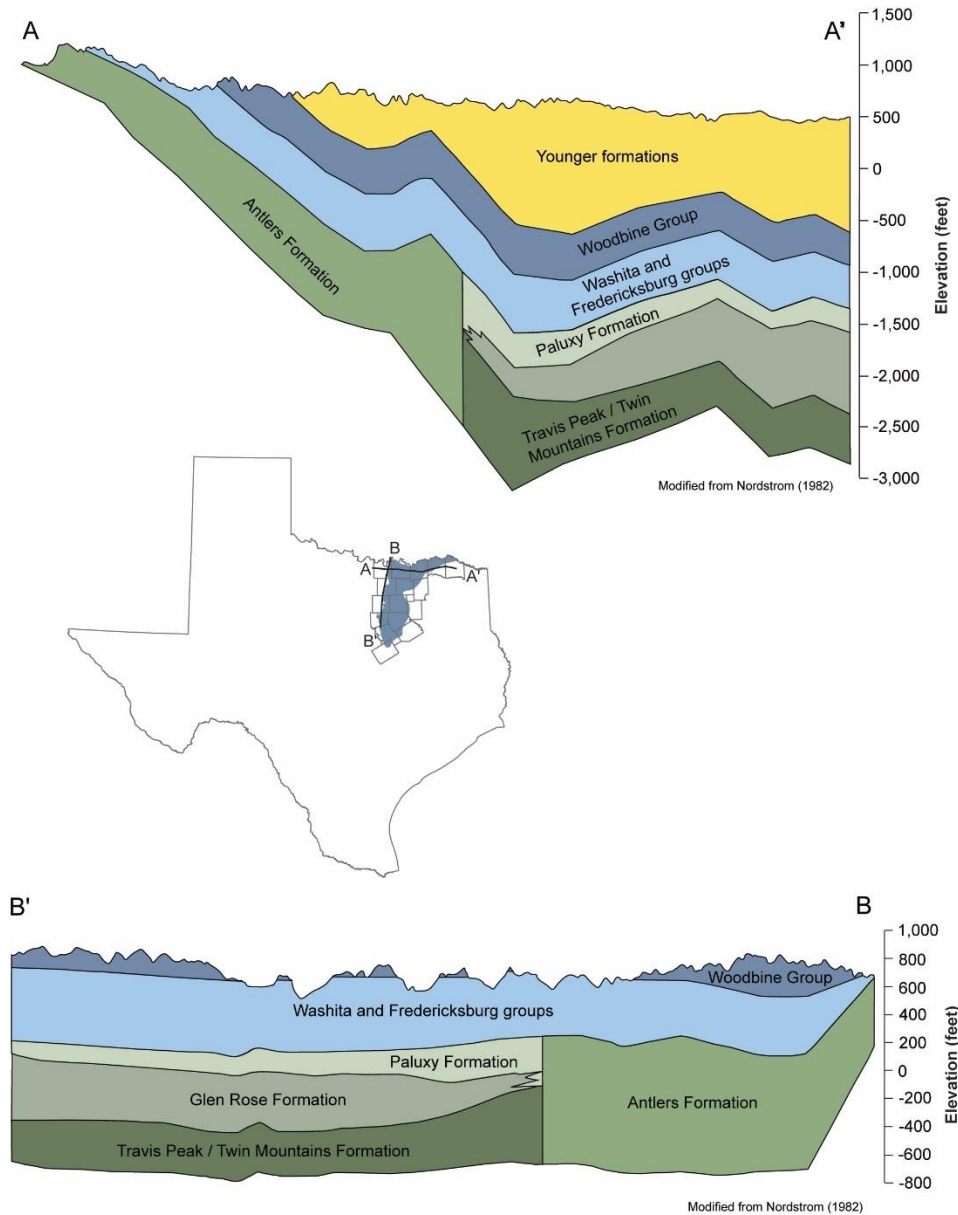 A
A'
1,500
1,000
500
0
-500
-1,000
-1,500
-2,000
-2,500
-3,000
Elevation (feet)
Younger formations
Woodbine Group
Washita and
Fredericksburg groups
Antlers Formation
Paluxy Formation
Travis Peak / Twin
Mountains Formation
Modified from Nordstrom (1982)
B
A
A'
B'
B'
B
1,000
800
600
400
200
0
-200
-400
-600
-800
Elevation (feet)
Woodbine Group
Washita and Fredericksburg groups
Paluxy Formation
Glen Rose Formation
Antlers Formation
Travis Peak / Twin Mountains Formation
Modified from Nordstrom (1982)